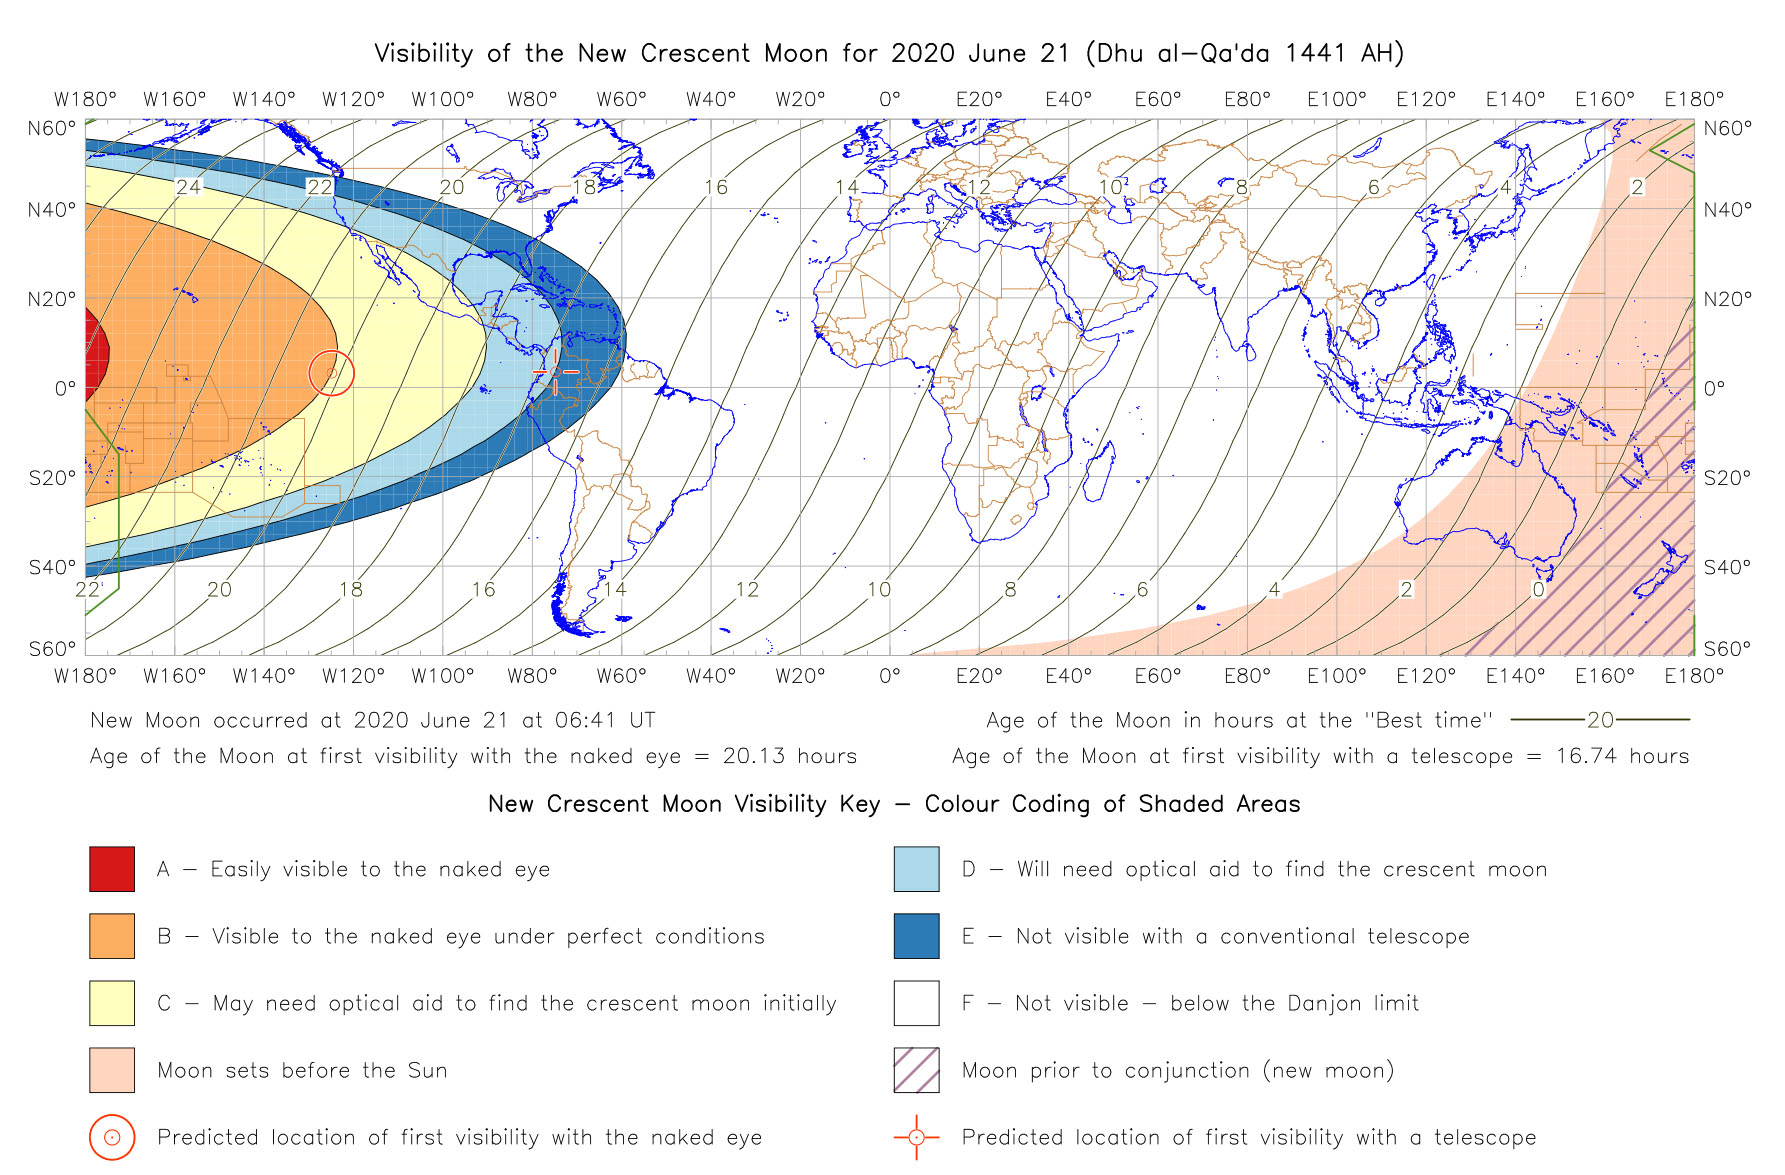 Visibility of the New Crescent Moon for 2020 June 21 (Dhu al-Qa'da 1441 AH)
W180° W160° W140° W120° W100° W80° W60° W40° W20° 0° E20° E40° E60° E80° E100° E120° E140° E160° E180°
N60° N60°
24 22 20 18 16 14 12 10 8 6 4 2
N40° N40°
N20° N20°
0° 0°
S20° S20°
S40° S40°
22 20 18 16 14 12 10 8 6 4 2 0
S60° S60°
W180° W160° W140° W120° W100° W80° W60° W40° W20° 0° E20° E40° E60° E80° E100° E120° E140° E160° E180°
New Moon occurred at 2020 June 21 at 06:41 UT
Age of the Moon in hours at the "Best time" 20
Age of the Moon at first visibility with the naked eye = 20.13 hours
Age of the Moon at first visibility with a telescope = 16.74 hours
New Crescent Moon Visibility Key - Colour Coding of Shaded Areas
A - Easily visible to the naked eye
D - Will need optical aid to find the crescent moon
B - Visible to the naked eye under perfect conditions
E - Not visible with a conventional telescope
C - May need optical aid to find the crescent moon initially
F - Not visible - below the Danjon limit
Moon sets before the Sun
Moon prior to conjunction (new moon)
Predicted location of first visibility with the naked eye
Predicted location of first visibility with a telescope